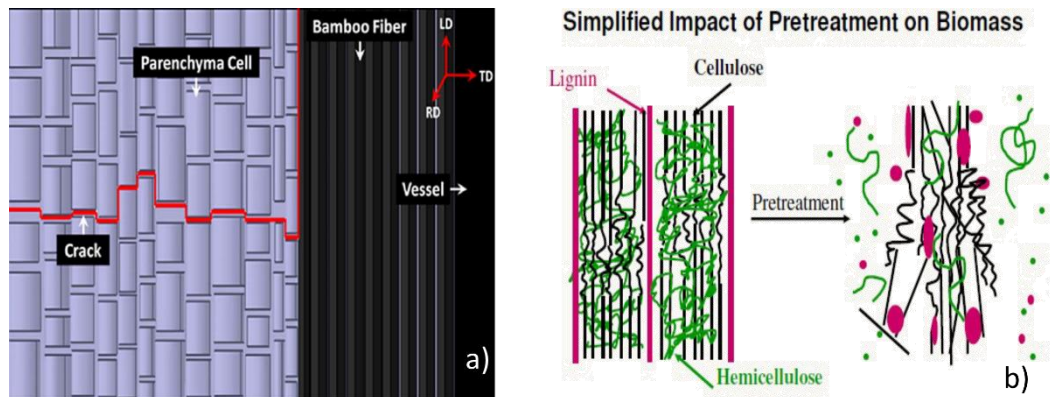 Parenchyma Cell
Bamboo Fiber
LD
TD
RD
Vessel
Crack
a)
Simplified Impact of Pretreatment on Biomass
Lignin
Cellulose
Pretreatment
Hemicellulose
b)